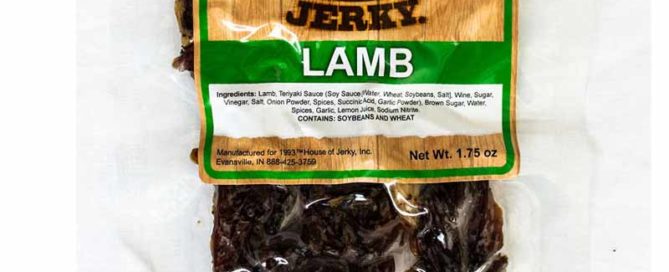 JERKY.
LAMB
Ingredients: Lamb, Teriyaki Sauce (Soy Sauce [Water, Wheat, Soybeans, Salt], Wine, Sugar,
Vinegar, Salt, Onion Powder, Spices, Succinic Acid, Garlic Powder), Brown Sugar, Water,
Spices, Garlic, Lemon Juice, Sodium Nitrite.
CONTAINS: SOYBEANS AND WHEAT
Manufactured for 1993™House of Jerky, Inc.
Evansville, IN 888-425-3759
Net Wt. 1.75 oz